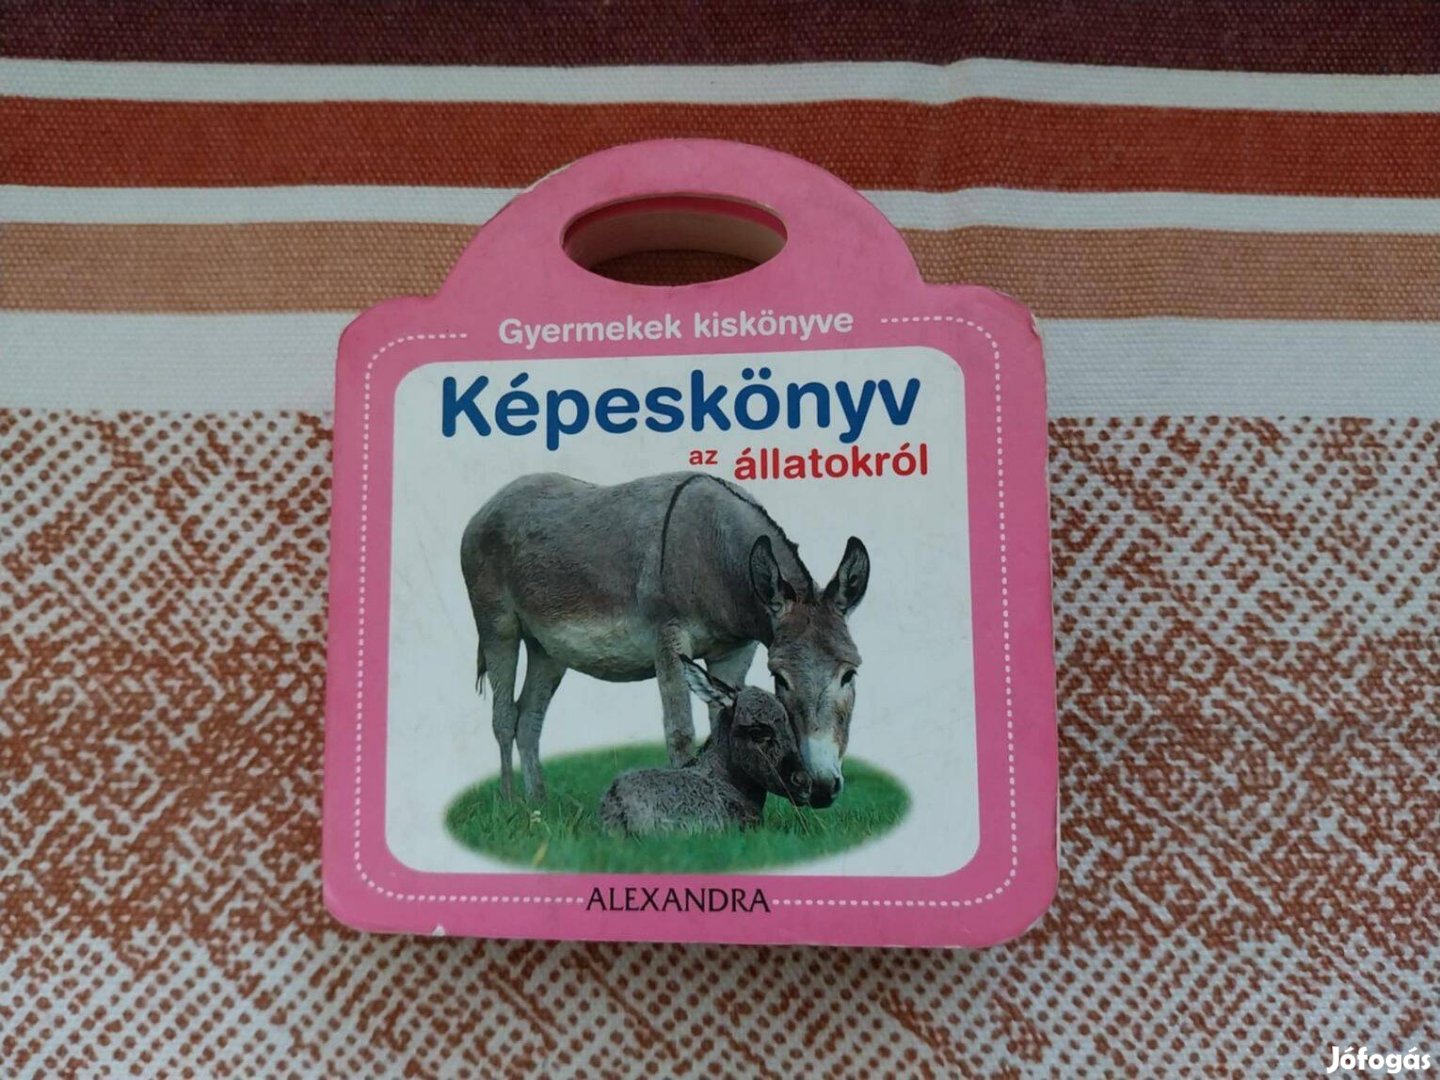 Gyermekek kiskönyve
Képeskönyv
az állatokról
ALEXANDRA
Jófogás